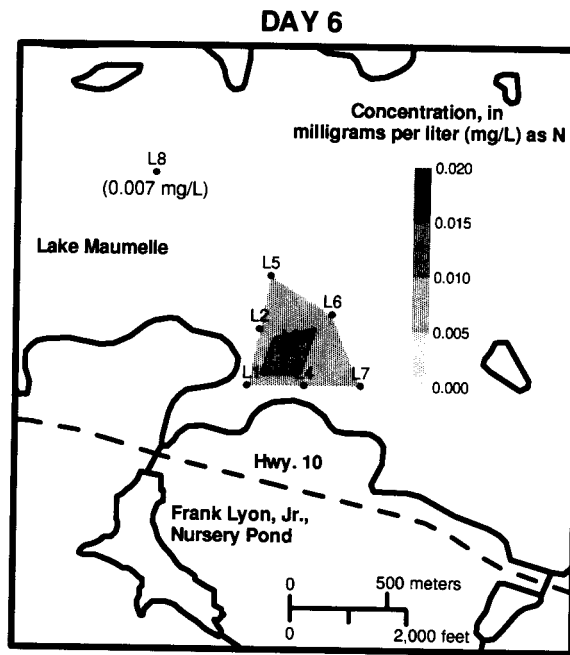 DAY 6
Concentration, in
milligrams per liter (mg/L) as N
L8
(0.007 mg/L)
0.020
0.015
0.010
0.005
0.000
Lake Maumelle
L5
L6
L2
L4
L7
Hwy. 10
Frank Lyon, Jr.,
Nursery Pond
0 500 meters
0 2,000 feet